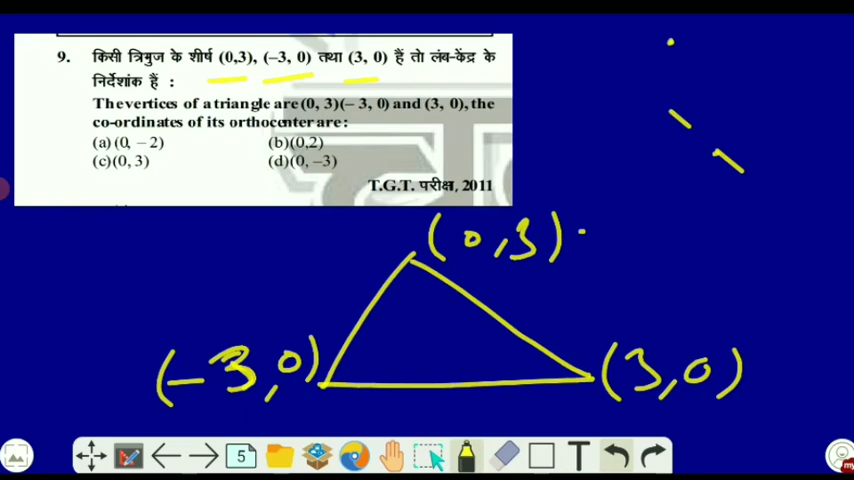 9. किसी त्रिभुज के शीर्ष (0,3), (–3, 0) तथा (3, 0) हैं तो लंब-केंद्र के
निर्देशांक हैं :
The vertices of a triangle are (0, 3)(– 3, 0) and (3, 0), the
co-ordinates of its orthocenter are :
(a) (0, – 2) (b)(0,2)
(c)(0, 3) (d)(0, –3)
T.G.T. परीक्षा, 2011
(0,3)
(-3,0) (3,0)
5 T